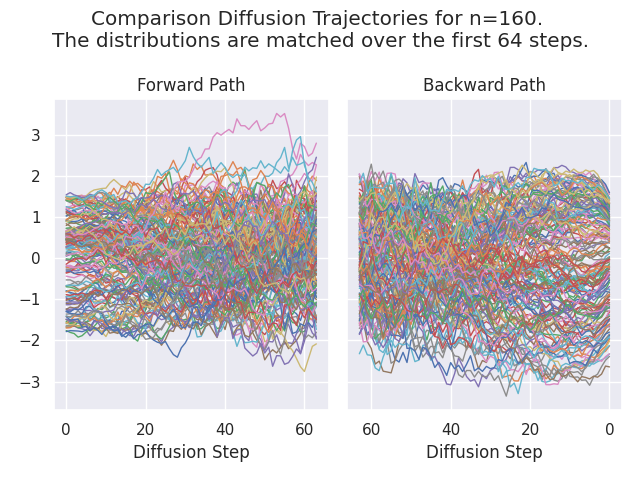 Comparison Diffusion Trajectories for n=160.
The distributions are matched over the first 64 steps.
Forward Path
Backward Path
3
2
1
0
−1
−2
−3
0 20 40 60
60 40 20 0
Diffusion Step
Diffusion Step